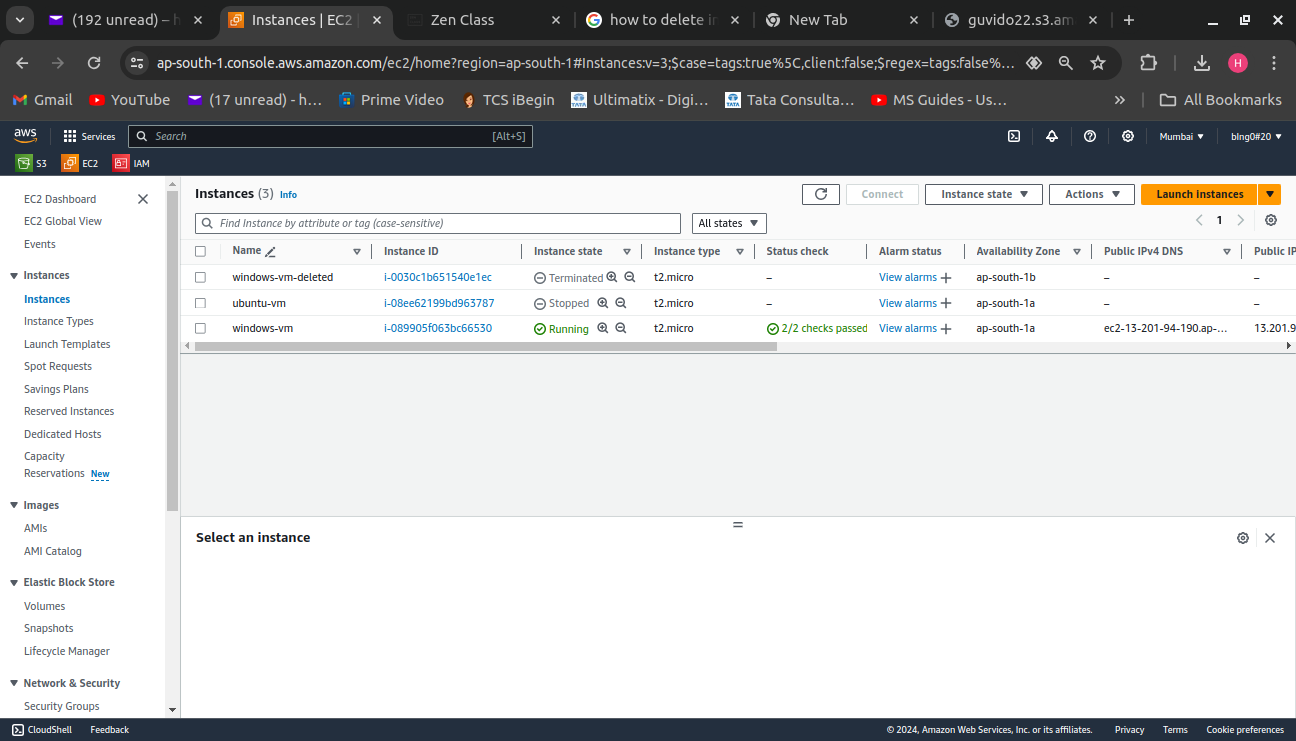 (192 unread) – h
Instances | EC2 |
Zen Class
how to delete in
New Tab
guvido22.s3.am
ap-south-1.console.aws.amazon.com/ec2/home?region=ap-south-1#Instances:v=3;$case=tags:true%5C,client:false;$regex=tags:false%...
H
Gmail
YouTube
(17 unread) - h...
Prime Video
TCS iBegin
Ultimatix - Digi...
Tata Consulta...
MS Guides - Us...
»
All Bookmarks
aws
Services
Search
[Alt+S]
Mumbai
blng0#20
S3
EC2
IAM
EC2 Dashboard
EC2 Global View
Events
Instances
Instances
Instance Types
Launch Templates
Spot Requests
Savings Plans
Reserved Instances
Dedicated Hosts
Capacity
Reservations New
Images
AMIs
AMI Catalog
Elastic Block Store
Volumes
Snapshots
Lifecycle Manager
Network & Security
Security Groups
Instances (3) Info
Connect
Instance state
Actions
Launch instances
Find Instance by attribute or tag (case-sensitive)
All states
1
Name Instance ID Instance state Instance type Status check Alarm status Availability Zone Public IPv4 DNS Public IP
windows-vm-deleted i-0030c1b651540e1ec Terminated t2.micro – View alarms + ap-south-1b – –
ubuntu-vm i-08ee62199bd963787 Stopped t2.micro – View alarms + ap-south-1a – –
windows-vm i-089905f063bc66530 Running t2.micro 2/2 checks passed View alarms + ap-south-1a ec2-13-201-94-190.ap-... 13.201.9
Select an instance
CloudShell
Feedback
© 2024, Amazon Web Services, Inc. or its affiliates.
Privacy
Terms
Cookie preferences